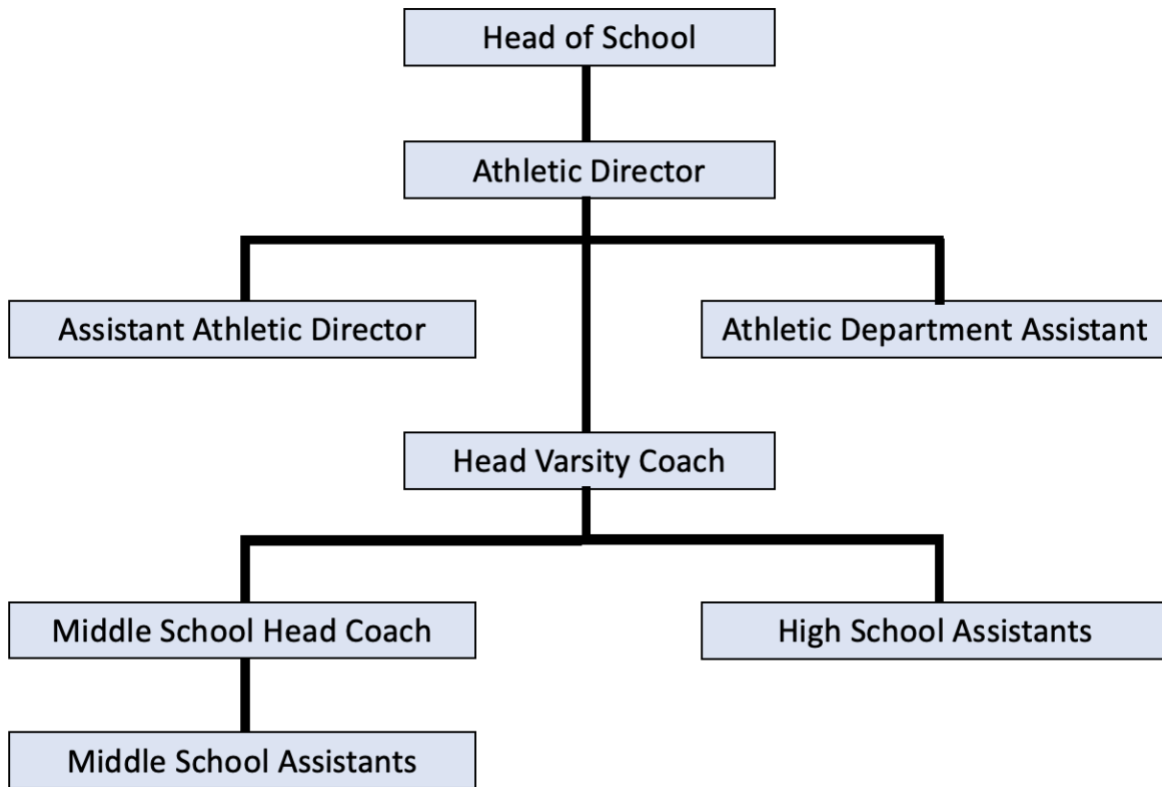 Head of School
Athletic Director
Assistant Athletic Director
Athletic Department Assistant
Head Varsity Coach
Middle School Head Coach
High School Assistants
Middle School Assistants